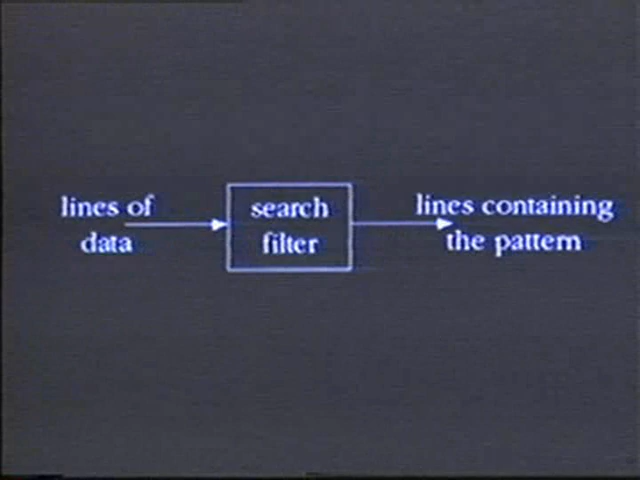 lines of
data
search
filter
lines containing
the pattern